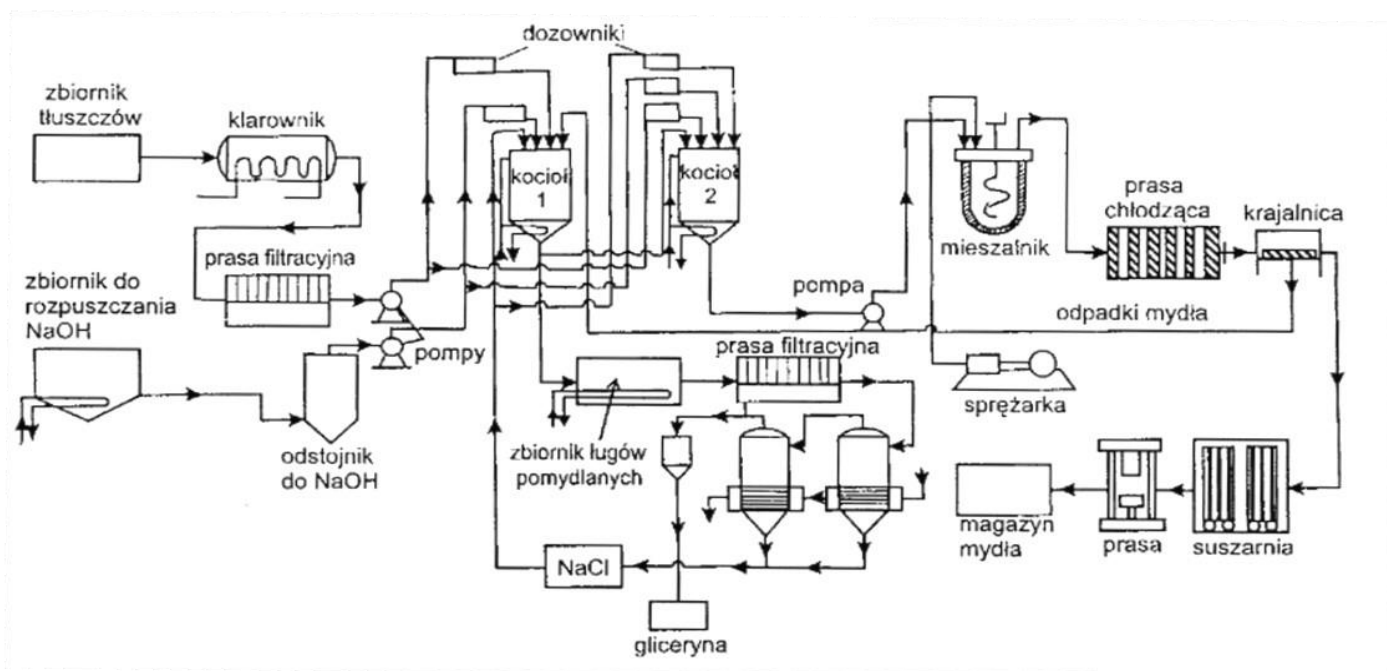 dozowniki
zbiornik
tłuszczów
klarownik
kocioł
1
kocioł
2
prasa
chłodząca
krajalnica
mieszalnik
prasa filtracyjna
zbiornik do
rozpuszczania
NaOH
pompa
odpadki mydła
pompy
prasa filtracyjna
sprężarka
odstojnik
do NaOH
zbiornik ługów
pomydlanych
magazyn
mydła
prasa
suszarnia
NaCl
gliceryna